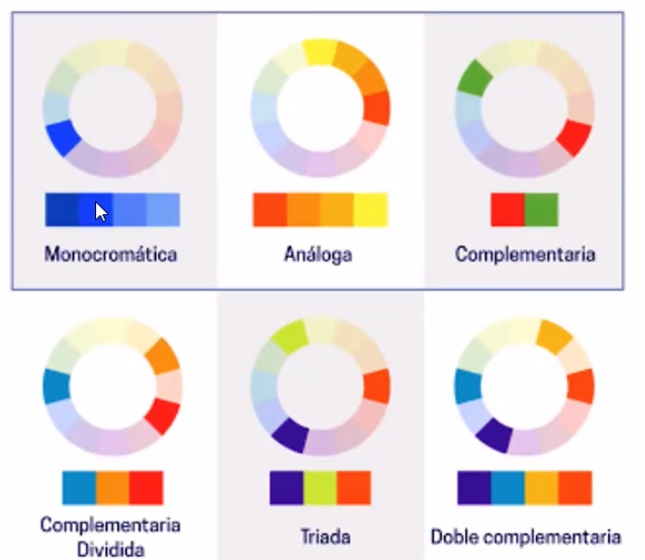 Monocromática
Análoga
Complementaria
Complementaria
Dividida
Triada
Doble complementaria